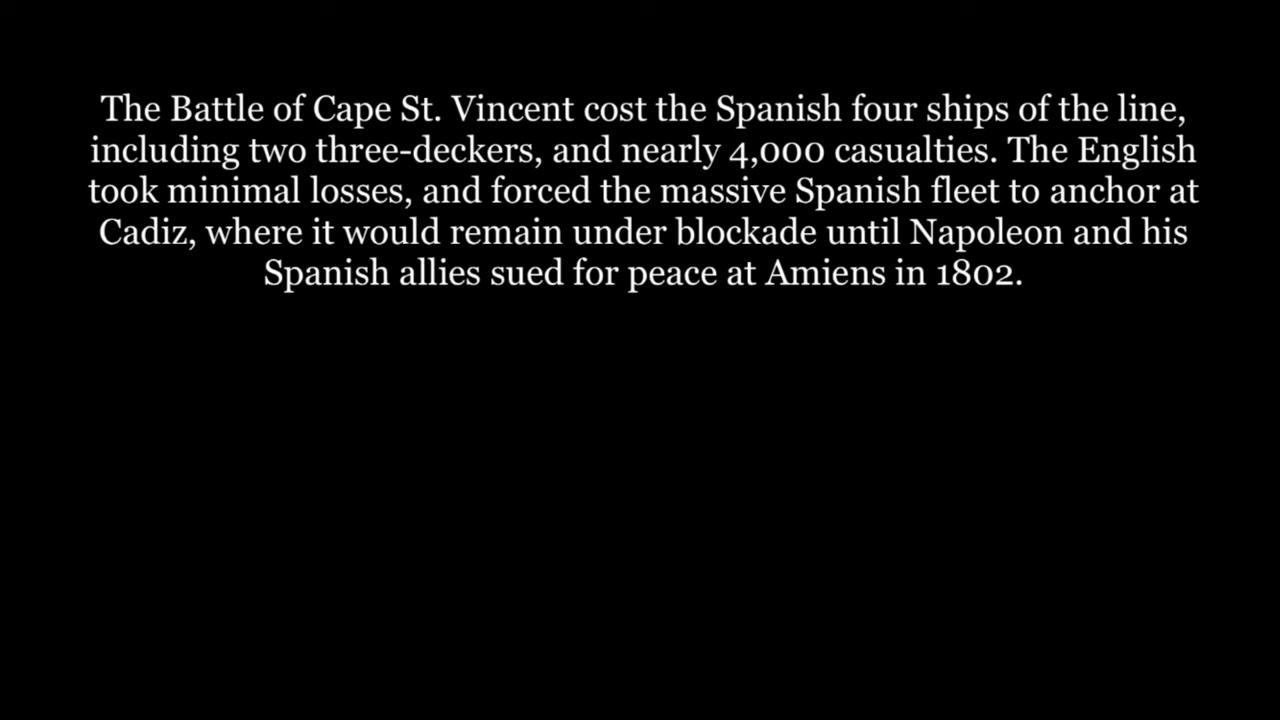 The Battle of Cape St. Vincent cost the Spanish four ships of the line,
including two three-deckers, and nearly 4,000 casualties. The English
took minimal losses, and forced the massive Spanish fleet to anchor at
Cadiz, where it would remain under blockade until Napoleon and his
Spanish allies sued for peace at Amiens in 1802.